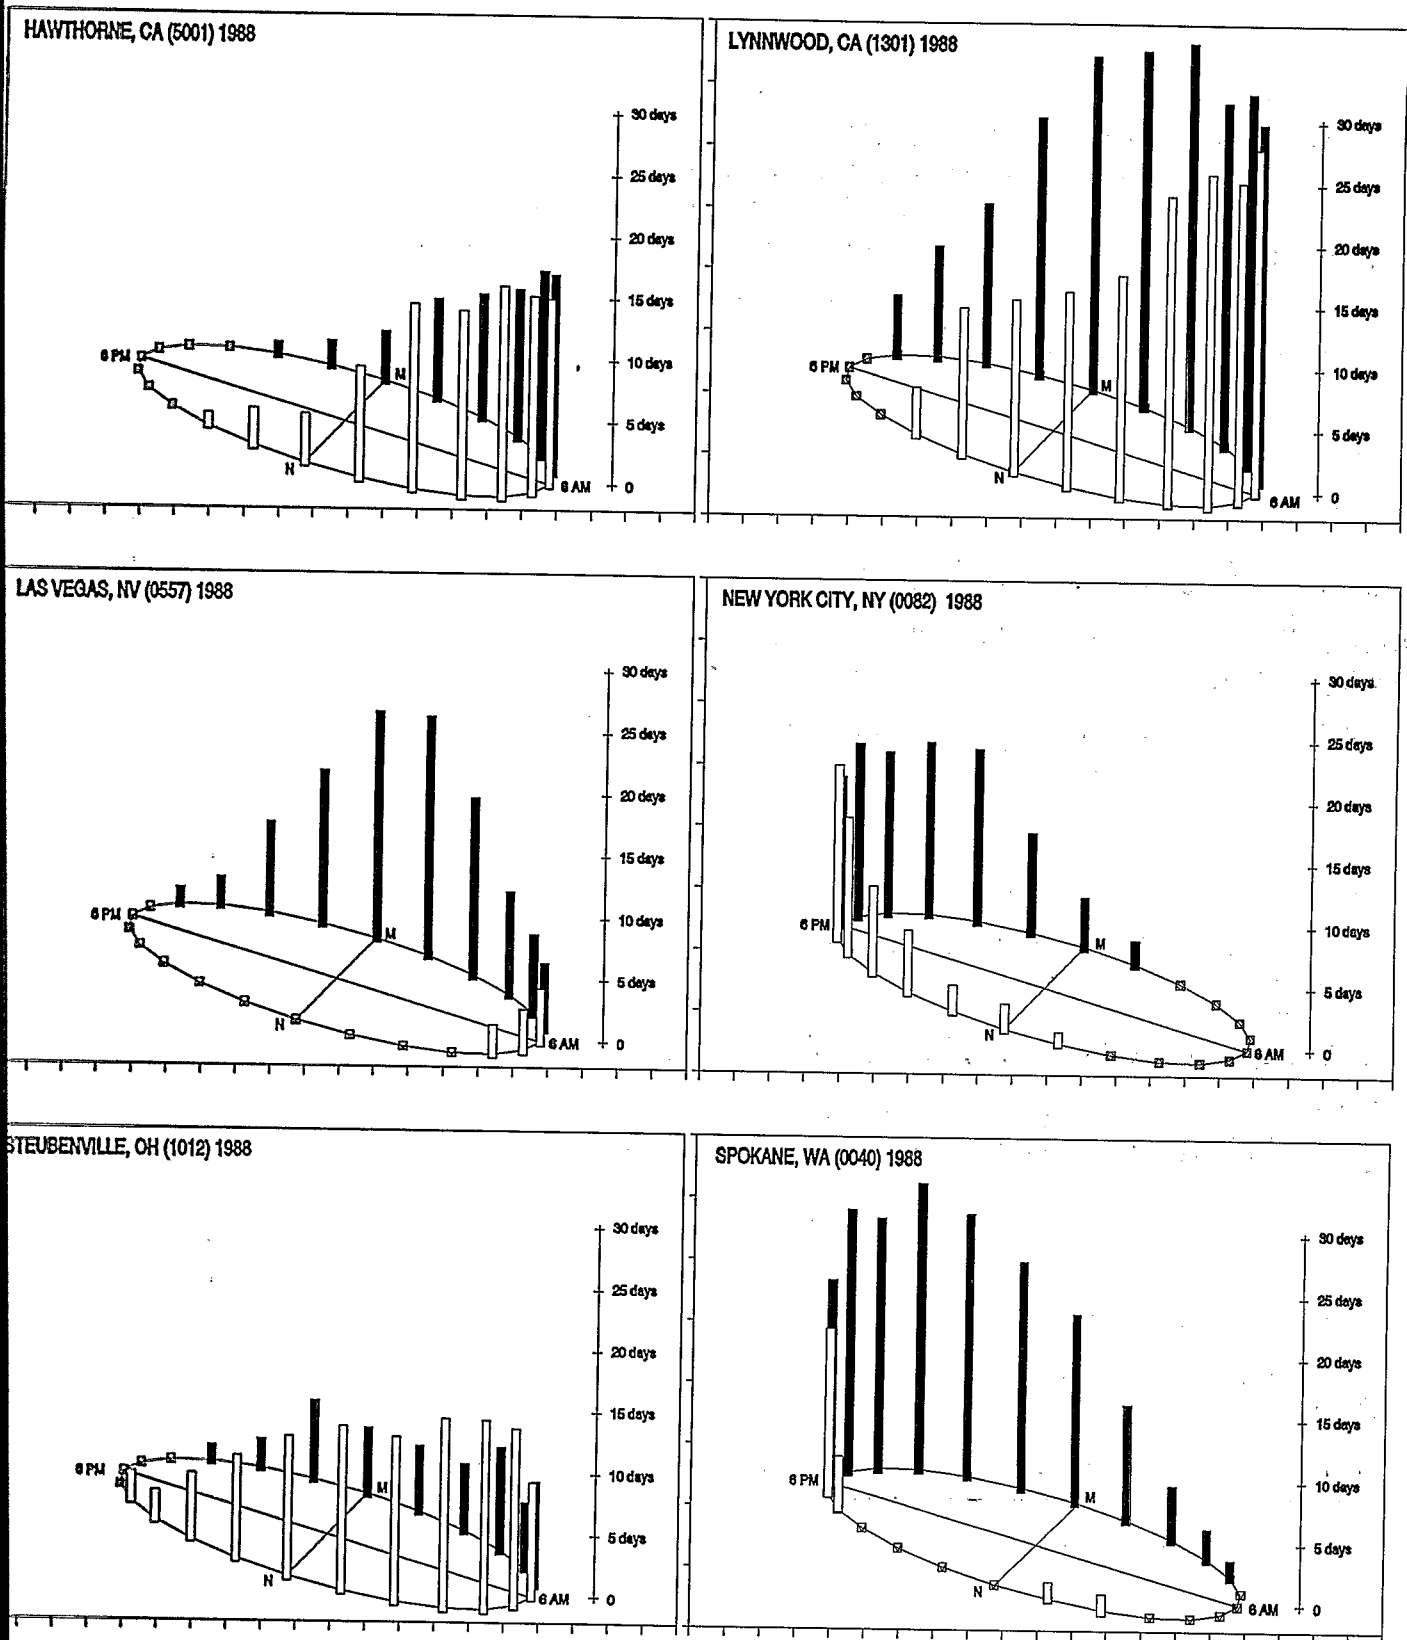 HAWTHORNE, CA (5001) 1988
30 days
25 days
20 days
15 days
10 days
5 days
0
6 PM
M
N
6 AM
LYNNWOOD, CA (1301) 1988
30 days
25 days
20 days
15 days
10 days
5 days
0
6 PM
M
N
6 AM
LAS VEGAS, NV (0557) 1988
30 days
25 days
20 days
15 days
10 days
5 days
0
6 PM
M
N
6 AM
NEW YORK CITY, NY (0082) 1988
30 days
25 days
20 days
15 days
10 days
5 days
0
6 PM
M
N
6 AM
STEUBENVILLE, OH (1012) 1988
30 days
25 days
20 days
15 days
10 days
5 days
0
6 PM
M
N
6 AM
SPOKANE, WA (0040) 1988
30 days
25 days
20 days
15 days
10 days
5 days
0
6 PM
M
N
6 AM